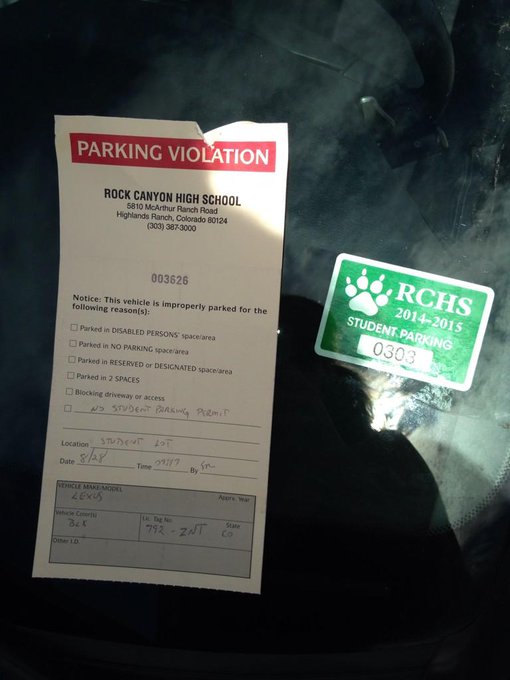 PARKING VIOLATION
ROCK CANYON HIGH SCHOOL
5810 McArthur Ranch Road
Highlands Ranch, Colorado 80124
(303) 387-3000
003626
Notice: This vehicle is improperly parked for the
following reason(s):
Parked in DISABLED PERSONS' space/area
Parked in NO PARKING space/area
Parked in RESERVED or DESIGNATED space/area
Parked in 2 SPACES
Blocking driveway or access
NO STUDENT PARKING PERMIT
Location STUDENT LOT
Date 8/28 Time By
VEHICLE MAKE/MODEL Apprx. Year
LEXUS
Vehicle Color(s) Lic. Tag No. State
BLK 792-ZNT CO
Other I.D.
RCHS
2014-2015
STUDENT PARKING
0303